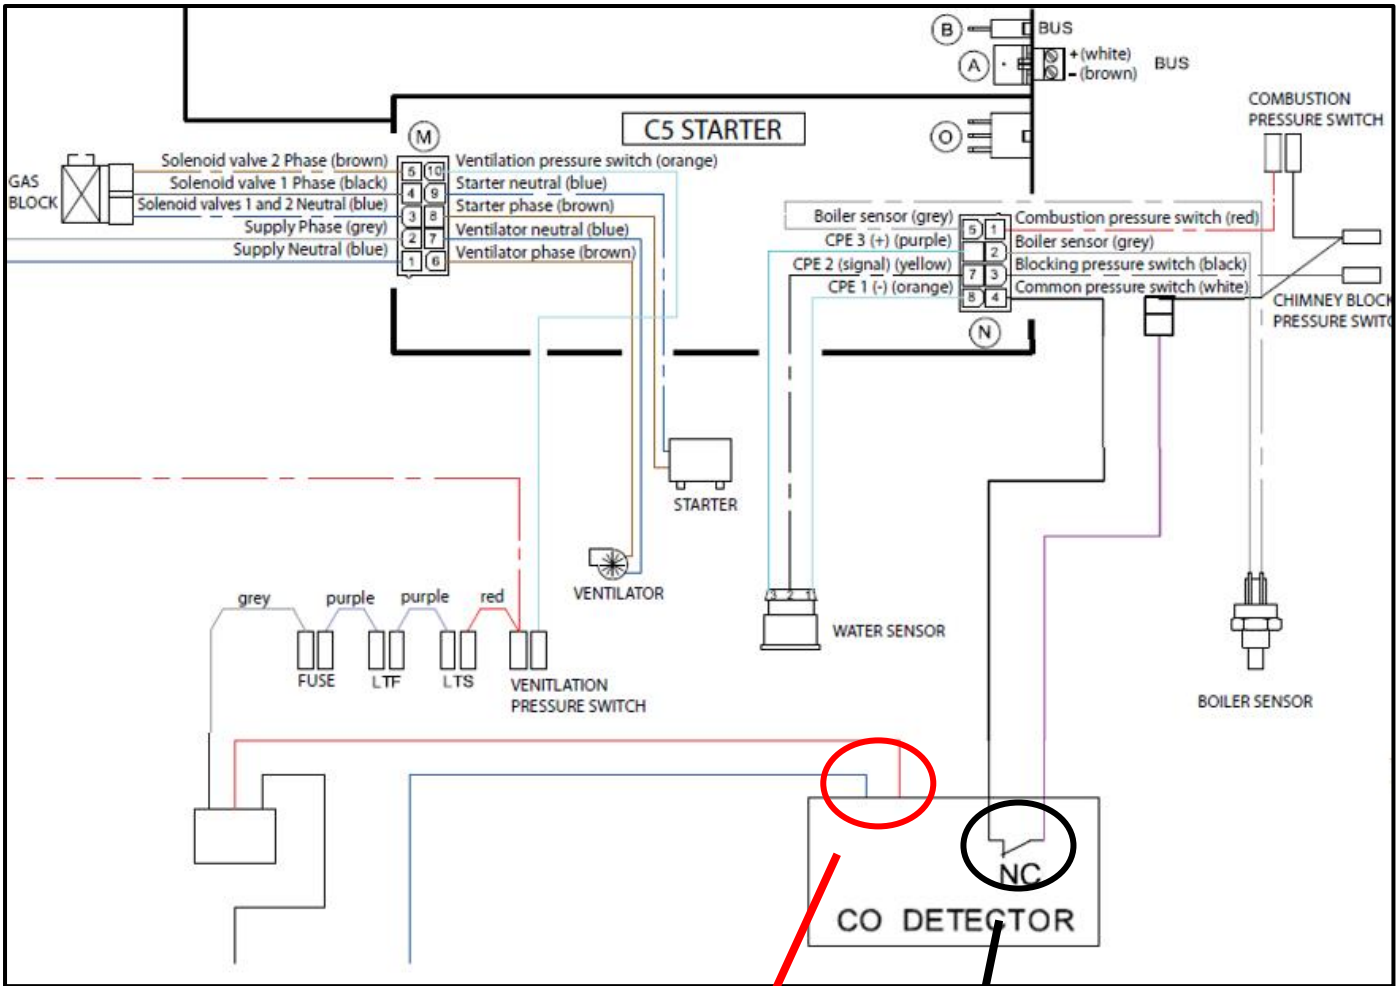 B
BUS
A
+(white)
-(brown)
BUS
COMBUSTION
PRESSURE SWITCH
C5 STARTER
M
O
GAS
BLOCK
Solenoid valve 2 Phase (brown)
Solenoid valve 1 Phase (black)
Solenoid valves 1 and 2 Neutral (blue)
Supply Phase (grey)
Supply Neutral (blue)
5 10
4 9
3 8
2 7
1 6
Ventilation pressure switch (orange)
Starter neutral (blue)
Starter phase (brown)
Ventilator neutral (blue)
Ventilator phase (brown)
Boiler sensor (grey)
CPE 3 (+) (purple)
CPE 2 (signal) (yellow)
CPE 1 (-) (orange)
5 1
2
7 3
8 4
N
Combustion pressure switch (red)
Boiler sensor (grey)
Blocking pressure switch (black)
Common pressure switch (white)
CHIMNEY BLOCK
PRESSURE SWITC
STARTER
VENTILATOR
3 2 1
WATER SENSOR
BOILER SENSOR
grey
purple
purple
red
FUSE
LTF
LTS
VENITLATION
PRESSURE SWITCH
NC
CO DETECTOR